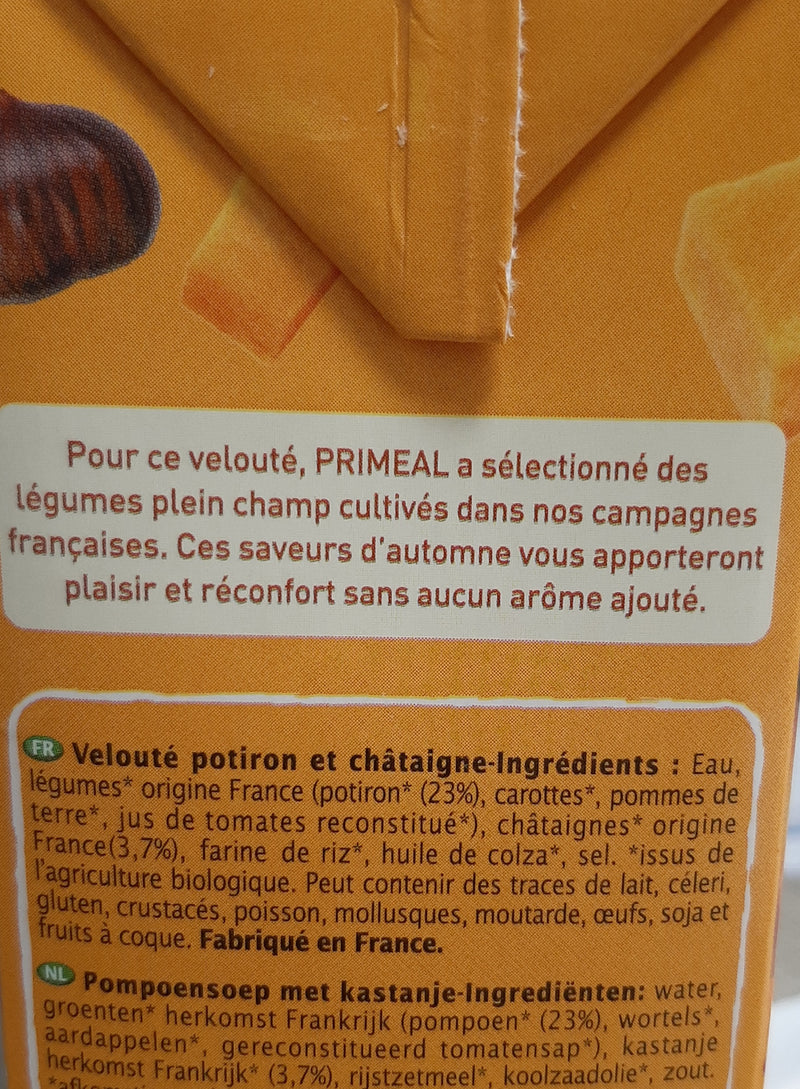 Pour ce velouté, PRIMEAL a sélectionné des
légumes plein champ cultivés dans nos campagnes
françaises. Ces saveurs d'automne vous apporteront
plaisir et réconfort sans aucun arôme ajouté.
FR Velouté potiron et châtaigne-Ingrédients : Eau,
légumes* origine France (potiron* (23%), carottes*, pommes de
terre*, jus de tomates reconstitué*), châtaignes* origine
France(3,7%), farine de riz*, huile de colza*, sel. *issus de
l'agriculture biologique. Peut contenir des traces de lait, céleri,
gluten, crustacés, poisson, mollusques, moutarde, œufs, soja et
fruits à coque. Fabriqué en France.
NL Pompoensoep met kastanje-Ingrediënten: water,
groenten* herkomst Frankrijk (pompoen* (23%), wortels*,
aardappelen*, gereconstitueerd tomatensap*), kastanje
herkomst Frankrijk* (3,7%), rijstzetmeel*, koolzaadolie*, zout.